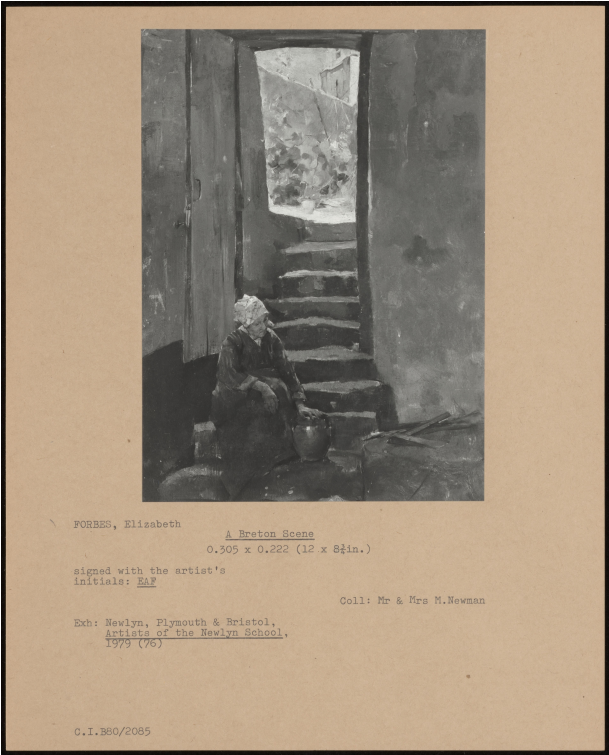 FORBES, Elizabeth
A Breton Scene
0.305 x 0.222 (12 x 8¾in.)
signed with the artist's
initials: EAF
Coll: Mr & Mrs M.Newman
Exh: Newlyn, Plymouth & Bristol,
Artists of the Newlyn School,
1979 (76)
C.I.B80/2085